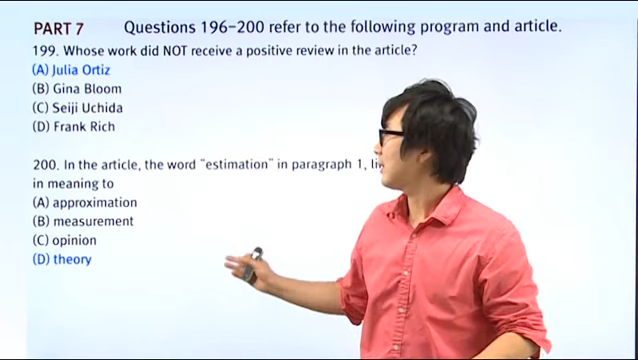 PART 7 Questions 196-200 refer to the following program and article.
199. Whose work did NOT receive a positive review in the article?
(A) Julia Ortiz
(B) Gina Bloom
(C) Seiji Uchida
(D) Frank Rich
200. In the article, the word "estimation" in paragraph 1,
in meaning to
(A) approximation
(B) measurement
(C) opinion
(D) theory